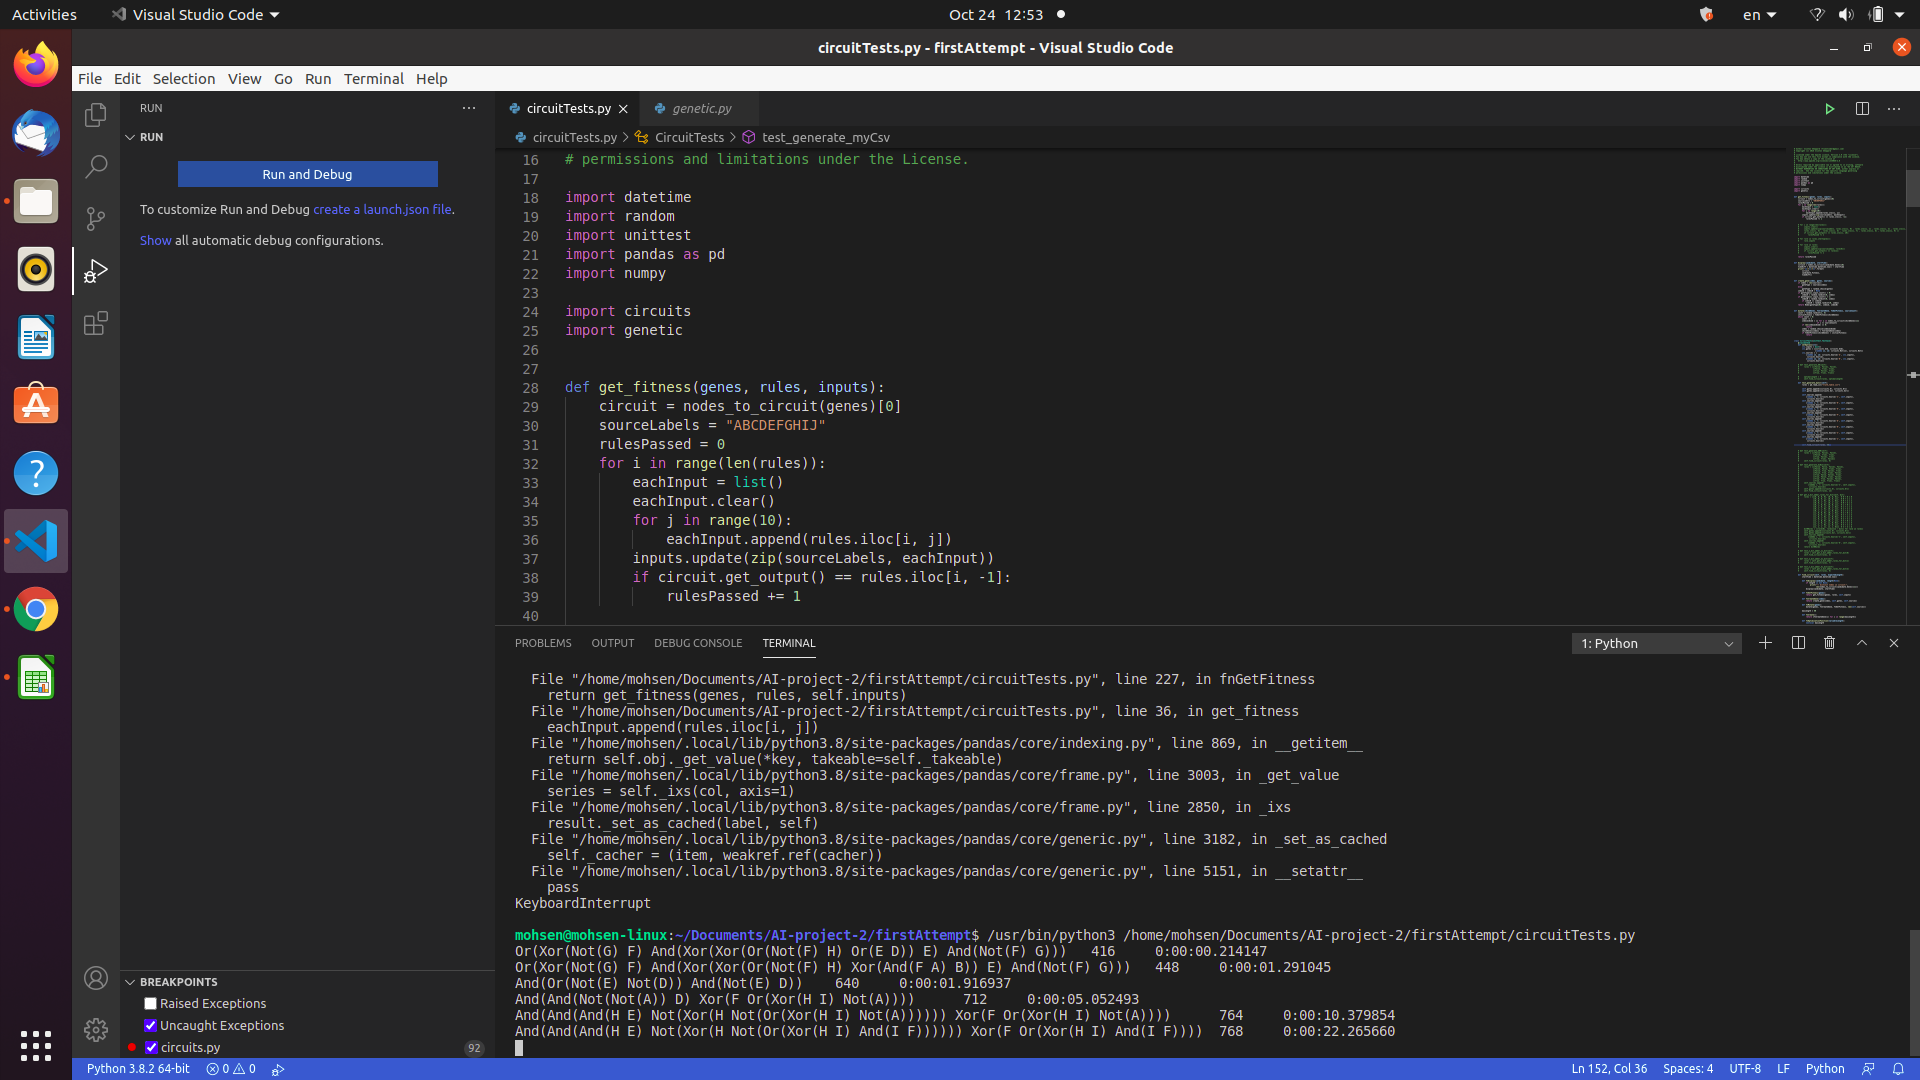 Activities
Visual Studio Code
Oct 24 12:53
en
circuitTests.py - firstAttempt - Visual Studio Code
File Edit Selection View Go Run Terminal Help
RUN
RUN
Run and Debug
To customize Run and Debug create a launch.json file.
Show all automatic debug configurations.
circuitTests.py
genetic.py
circuitTests.py > CircuitTests > test_generate_myCsv
16 # permissions and limitations under the License.
17
18 import datetime
19 import random
20 import unittest
21 import pandas as pd
22 import numpy
23
24 import circuits
25 import genetic
26
27
28 def get_fitness(genes, rules, inputs):
29 circuit = nodes_to_circuit(genes)[0]
30 sourceLabels = "ABCDEFGHIJ"
31 rulesPassed = 0
32 for i in range(len(rules)):
33 eachInput = list()
34 eachInput.clear()
35 for j in range(10):
36 eachInput.append(rules.iloc[i, j])
37 inputs.update(zip(sourceLabels, eachInput))
38 if circuit.get_output() == rules.iloc[i, -1]:
39 rulesPassed += 1
40
PROBLEMS OUTPUT DEBUG CONSOLE TERMINAL
1: Python
File "/home/mohsen/Documents/AI-project-2/firstAttempt/circuitTests.py", line 227, in fnGetFitness
return get_fitness(genes, rules, self.inputs)
File "/home/mohsen/Documents/AI-project-2/firstAttempt/circuitTests.py", line 36, in get_fitness
eachInput.append(rules.iloc[i, j])
File "/home/mohsen/.local/lib/python3.8/site-packages/pandas/core/indexing.py", line 869, in __getitem__
return self.obj._get_value(*key, takeable=self._takeable)
File "/home/mohsen/.local/lib/python3.8/site-packages/pandas/core/frame.py", line 3003, in _get_value
series = self._ixs(col, axis=1)
File "/home/mohsen/.local/lib/python3.8/site-packages/pandas/core/frame.py", line 2850, in _ixs
result._set_as_cached(label, self)
File "/home/mohsen/.local/lib/python3.8/site-packages/pandas/core/generic.py", line 3182, in _set_as_cached
self._cacher = (item, weakref.ref(cacher))
File "/home/mohsen/.local/lib/python3.8/site-packages/pandas/core/generic.py", line 5151, in __setattr__
pass
KeyboardInterrupt
mohsen@mohsen-linux:~/Documents/AI-project-2/firstAttempt$ /usr/bin/python3 /home/mohsen/Documents/AI-project-2/firstAttempt/circuitTests.py
Or(Xor(Not(G) F) And(Xor(Xor(Or(Not(F) H) Or(E D)) E) And(Not(F) G))) 416 0:00:00.214147
Or(Xor(Not(G) F) And(Xor(Xor(Or(Not(F) H) Xor(And(F A) B)) E) And(Not(F) G))) 448 0:00:01.291045
And(Or(Not(E) Not(D)) And(Not(E) D)) 640 0:00:01.916937
And(And(Not(Not(A)) D) Xor(F Or(Xor(H I) Not(A)))) 712 0:00:05.052493
And(And(And(H E) Not(Xor(H Not(Or(Xor(H I) Not(A)))))) Xor(F Or(Xor(H I) Not(A)))) 764 0:00:10.379854
And(And(And(H E) Not(Xor(H Not(Or(Xor(H I) And(I F)))))) Xor(F Or(Xor(H I) And(I F)))) 768 0:00:22.265660
BREAKPOINTS
Raised Exceptions
Uncaught Exceptions
circuits.py 92
Python 3.8.2 64-bit 0 0
Ln 152, Col 36 Spaces: 4 UTF-8 LF Python